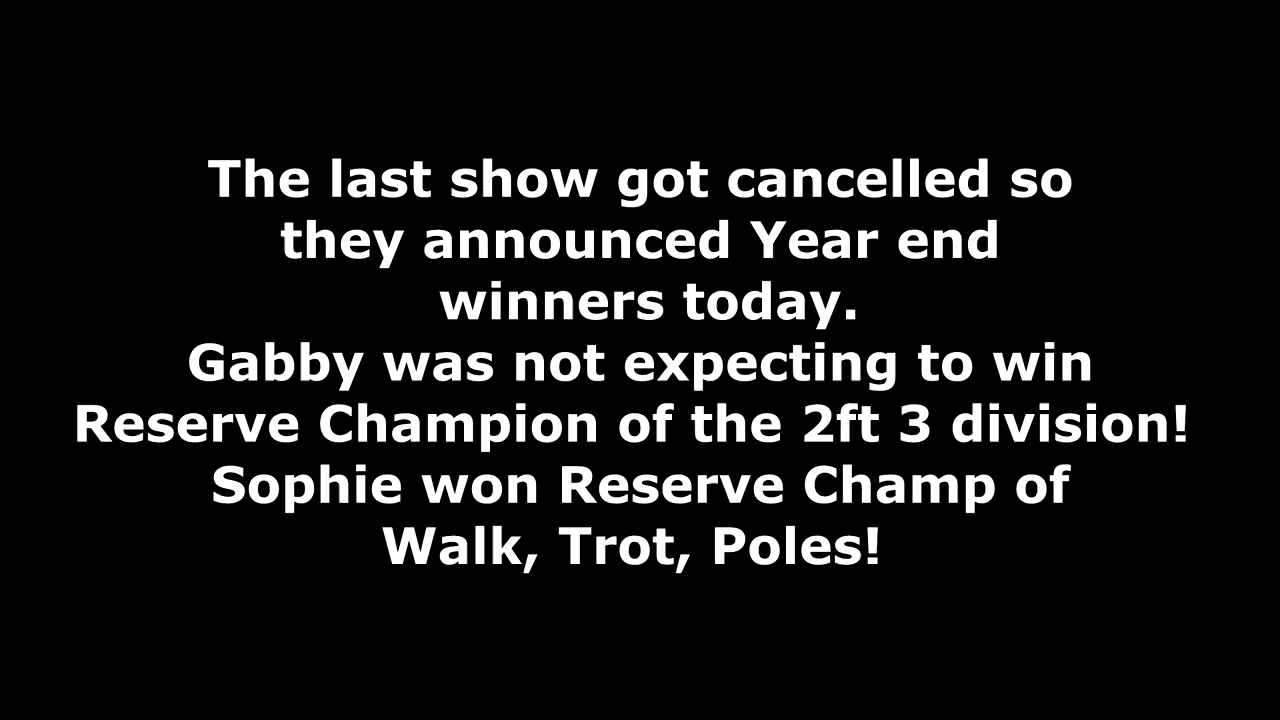 The last show got cancelled so
they announced Year end
winners today.
Gabby was not expecting to win
Reserve Champion of the 2ft 3 division!
Sophie won Reserve Champ of
Walk, Trot, Poles!